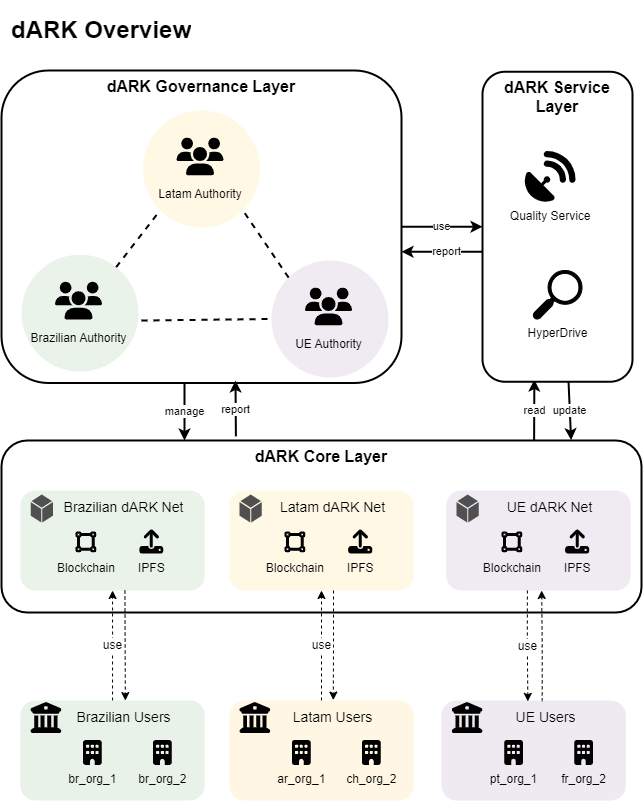 dARK Overview
dARK Governance Layer
Latam Authority
Brazilian Authority
UE Authority
dARK Service
Layer
Quality Service
HyperDrive
use
report
manage
report
read
update
dARK Core Layer
Brazilian dARK Net
Blockchain
IPFS
Latam dARK Net
Blockchain
IPFS
UE dARK Net
Blockchain
IPFS
use
use
use
Brazilian Users
br_org_1
br_org_2
Latam Users
ar_org_1
ch_org_2
UE Users
pt_org_1
fr_org_2